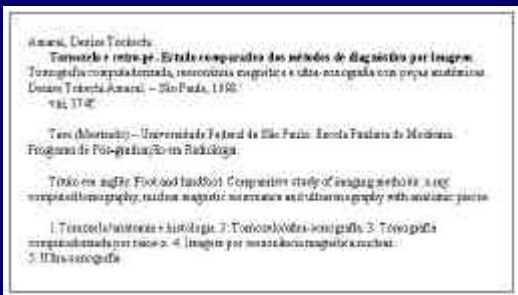 Amaral, Denise Tokechi
Tornozelo e retro-pé. Estudo comparativo dos métodos de diagnóstico por imagem.
Tomografia computadorizada, ressonância magnética e ultra-sonografia com peças anatômicas.
Denise Tokechi Amaral. -- São Paulo, 1998.
viii,
Tese (Mestrado) -- Universidade Federal de São Paulo. Escola Paulista de Medicina.
Programa de Pós-graduação em Radiologia.
Título em inglês: Foot and hindfoot. Comparative study of imaging methods: x-ray
computed tomography, nuclear magnetic resonance and ultrasonography with anatomic pieces.
1. Tornozelo/anatomia e histologia. 2. Tornozelo/ultra-sonografia. 3. Tomografia
computadorizada por raios-x. 4. Imagem por ressonância magnética nuclear.
5. Ultra-sonografia